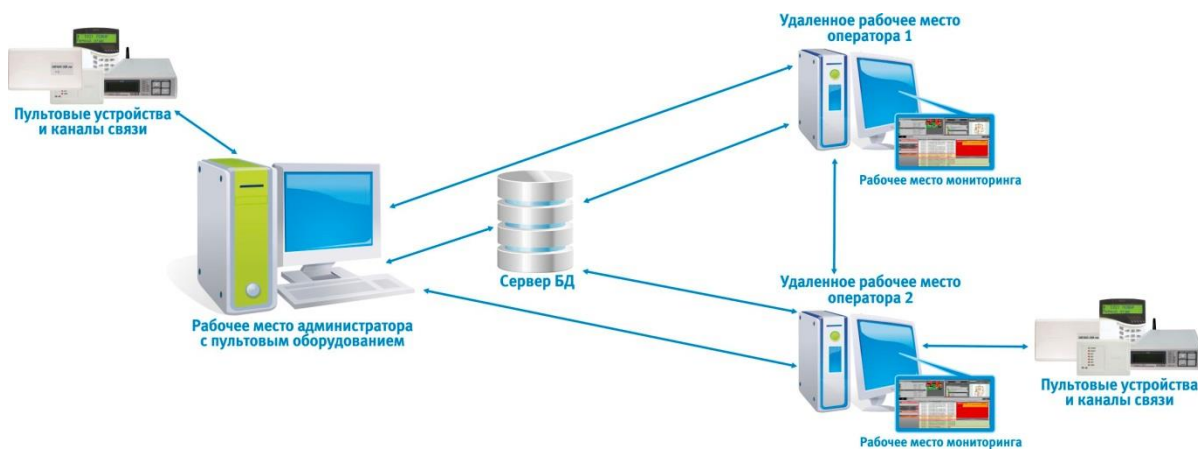 Удаленное рабочее место
оператора 1
Пультовые устройства
и каналы связи
Рабочее место мониторинга
Сервер БД
Рабочее место администратора
с пультовым оборудованием
Удаленное рабочее место
оператора 2
Пультовые устройства
и каналы связи
Рабочее место мониторинга